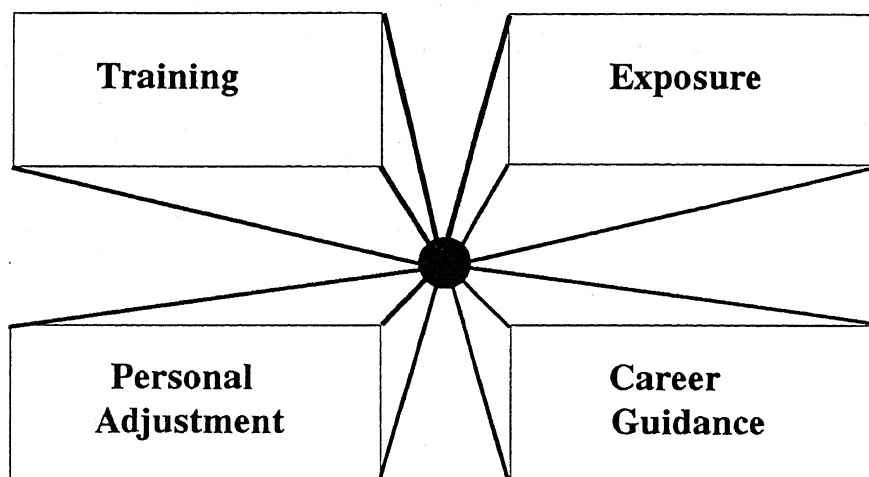 Training
Exposure
Personal
Adjustment
Career
Guidance